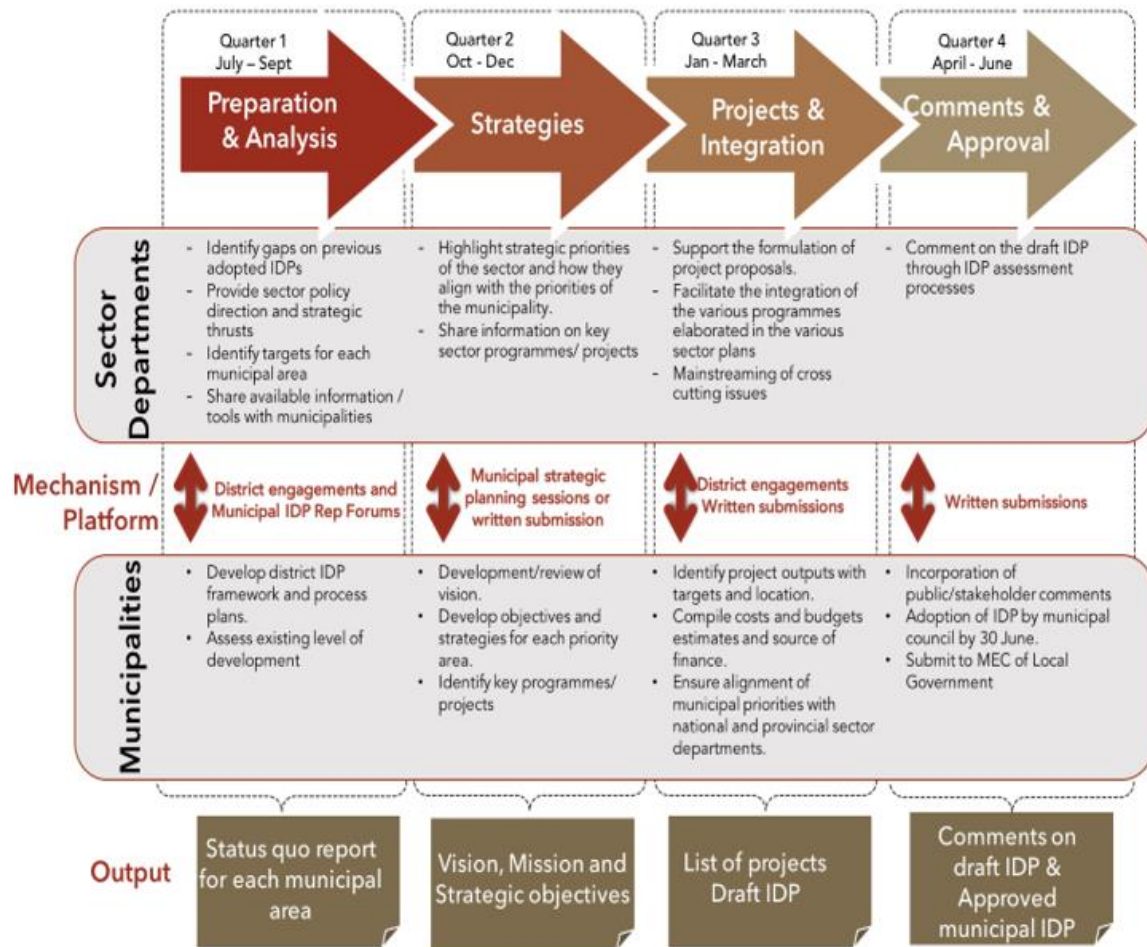 Quarter 1
July – Sept
Preparation
& Analysis
Quarter 2
Oct - Dec
Strategies
Quarter 3
Jan - March
Projects &
Integration
Quarter 4
April - June
Comments &
Approval
Sector
Departments
- Identify gaps on previous
adopted IDPs
- Provide sector policy
direction and strategic
thrusts
- Identify targets for each
municipal area
- Share available information /
tools with municipalities
- Highlight strategic priorities
of the sector and how they
align with the priorities of
the municipality.
- Share information on key
sector programmes/ projects
- Support the formulation of
project proposals.
- Facilitate the integration of
the various programmes
elaborated in the various
sector plans
- Mainstreaming of cross
cutting issues
- Comment on the draft IDP
through IDP assessment
processes
Mechanism /
Platform
District engagements and
Municipal IDP Rep Forums
Municipal strategic
planning sessions or
written submission
District engagements
Written submissions
Written submissions
Municipalities
• Develop district IDP
framework and process
plans.
• Assess existing level of
development
• Development/review of
vision.
• Develop objectives and
strategies for each priority
area.
• Identify key programmes/
projects
• Identify project outputs with
targets and location.
• Compile costs and budgets
estimates and source of
finance.
• Ensure alignment of
municipal priorities with
national and provincial sector
departments.
• Incorporation of
public/stakeholder comments
• Adoption of IDP by municipal
council by 30 June.
• Submit to MEC of Local
Government
Output
Status quo report
for each municipal
area
Vision, Mission and
Strategic objectives
List of projects
Draft IDP
Comments on
draft IDP &
Approved
municipal IDP